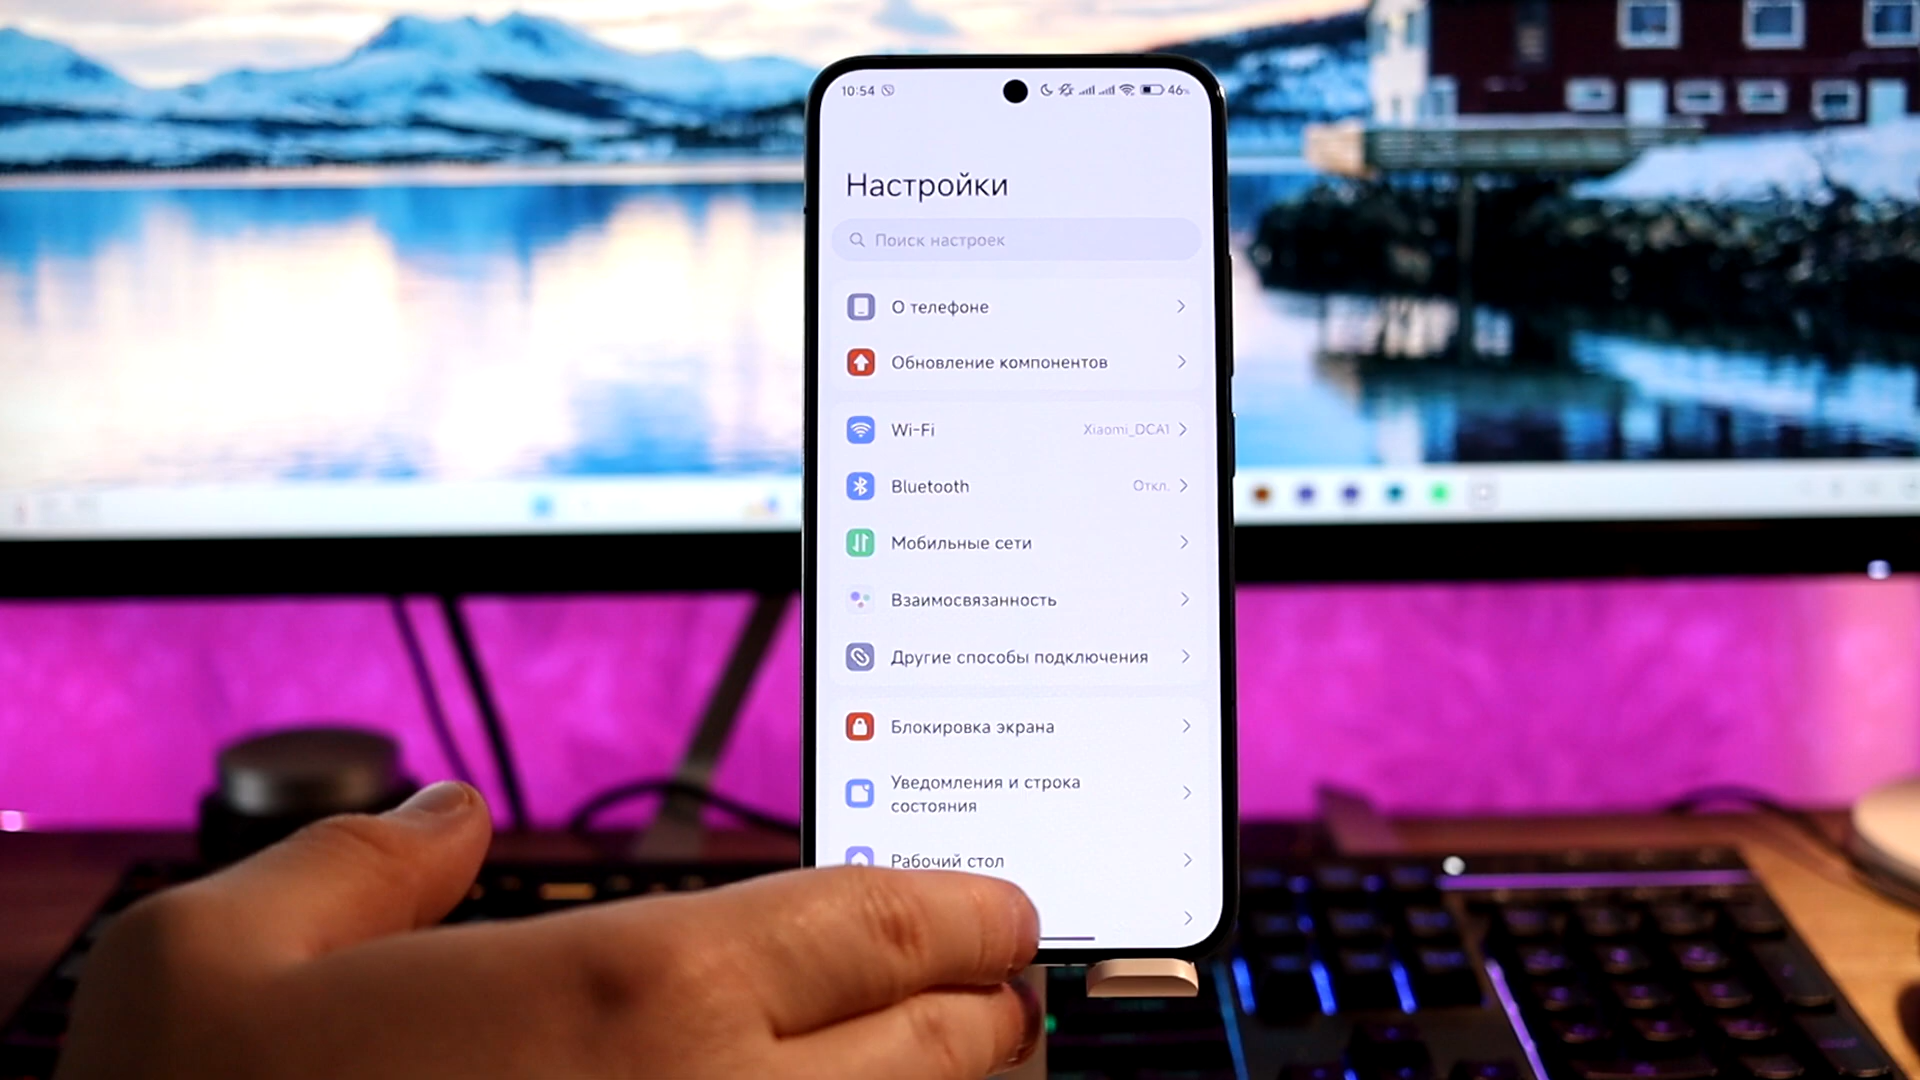 10:54 46%
Настройки
Поиск настроек
О телефоне
Обновление компонентов
Wi-Fi Xiaomi_DCA1
Bluetooth Откл.
Мобильные сети
Взаимосвязанность
Другие способы подключения
Блокировка экрана
Уведомления и строка
состояния
Рабочий стол